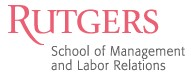 RUTGERS
School of Management
and Labor Relations